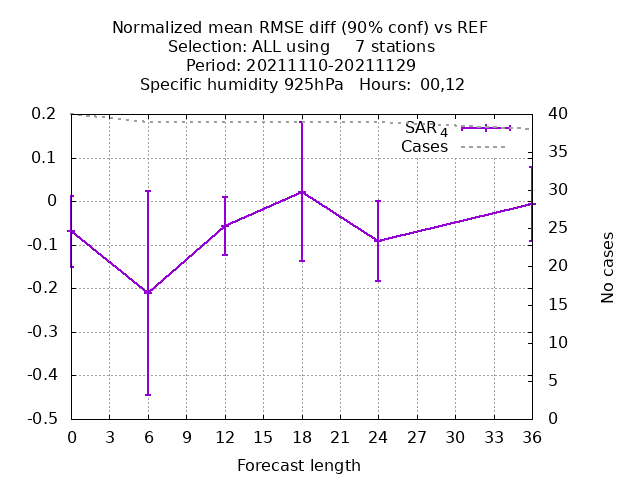 Normalized mean RMSE diff (90% conf) vs REF
Selection: ALL using     7 stations
Period: 20211110-20211129
Specific humidity 925hPa   Hours:  00,12
0.2
0.1
0
-0.1
-0.2
-0.3
-0.4
-0.5
40
35
30
25
20
15
10
5
0
SAR 4
Cases
No cases
0 3 6 9 12 15 18 21 24 27 30 33 36
Forecast length